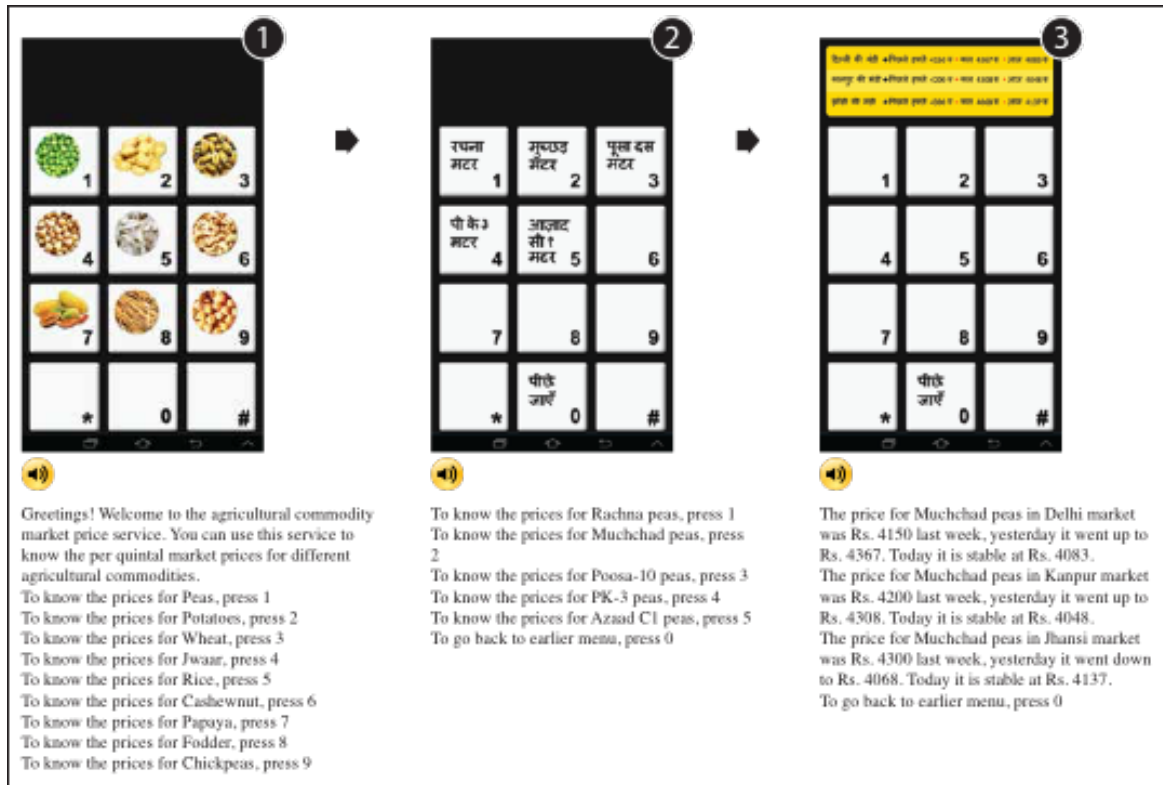 1
2
3
1
2
3
4
5
6
7
8
9
*
0
#
रचना
मटर
1
मुच्छड़
मटर
2
पूसा दस
मटर
3
पी के ३
मटर
4
आज़ाद
सी १
मटर 5
6
7
8
9
*
पीछे
जाएँ
0
#
1
2
3
4
5
6
7
8
9
*
पीछे
जाएँ
0
#
Greetings! Welcome to the agricultural commodity
market price service. You can use this service to
know the per quintal market prices for different
agricultural commodities.
To know the prices for Peas, press 1
To know the prices for Potatoes, press 2
To know the prices for Wheat, press 3
To know the prices for Jwaar, press 4
To know the prices for Rice, press 5
To know the prices for Cashewnut, press 6
To know the prices for Papaya, press 7
To know the prices for Fodder, press 8
To know the prices for Chickpeas, press 9
To know the prices for Rachna peas, press 1
To know the prices for Muchchad peas, press
2
To know the prices for Poosa-10 peas, press 3
To know the prices for PK-3 peas, press 4
To know the prices for Azaad C1 peas, press 5
To go back to earlier menu, press 0
The price for Muchchad peas in Delhi market
was Rs. 4150 last week, yesterday it went up to
Rs. 4367. Today it is stable at Rs. 4083.
The price for Muchchad peas in Kanpur market
was Rs. 4200 last week, yesterday it went up to
Rs. 4308. Today it is stable at Rs. 4048.
The price for Muchchad peas in Jhansi market
was Rs. 4300 last week, yesterday it went down
to Rs. 4068. Today it is stable at Rs. 4137.
To go back to earlier menu, press 0